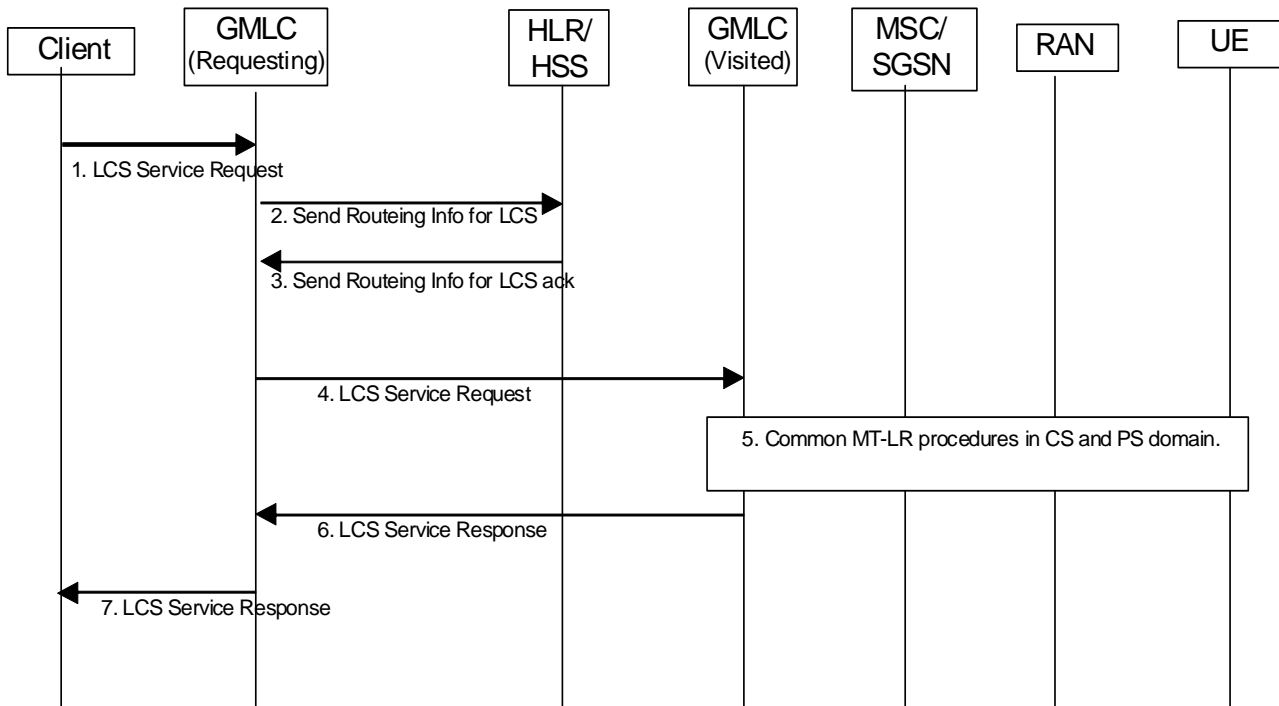 Client
GMLC
(Requesting)
HLR/
HSS
GMLC
(Visited)
MSC/
SGSN
RAN
UE
1. LCS Service Request
2. Send Routeing Info for LCS
3. Send Routeing Info for LCS ack
4. LCS Service Request
5. Common MT-LR procedures in CS and PS domain.
6. LCS Service Response
7. LCS Service Response